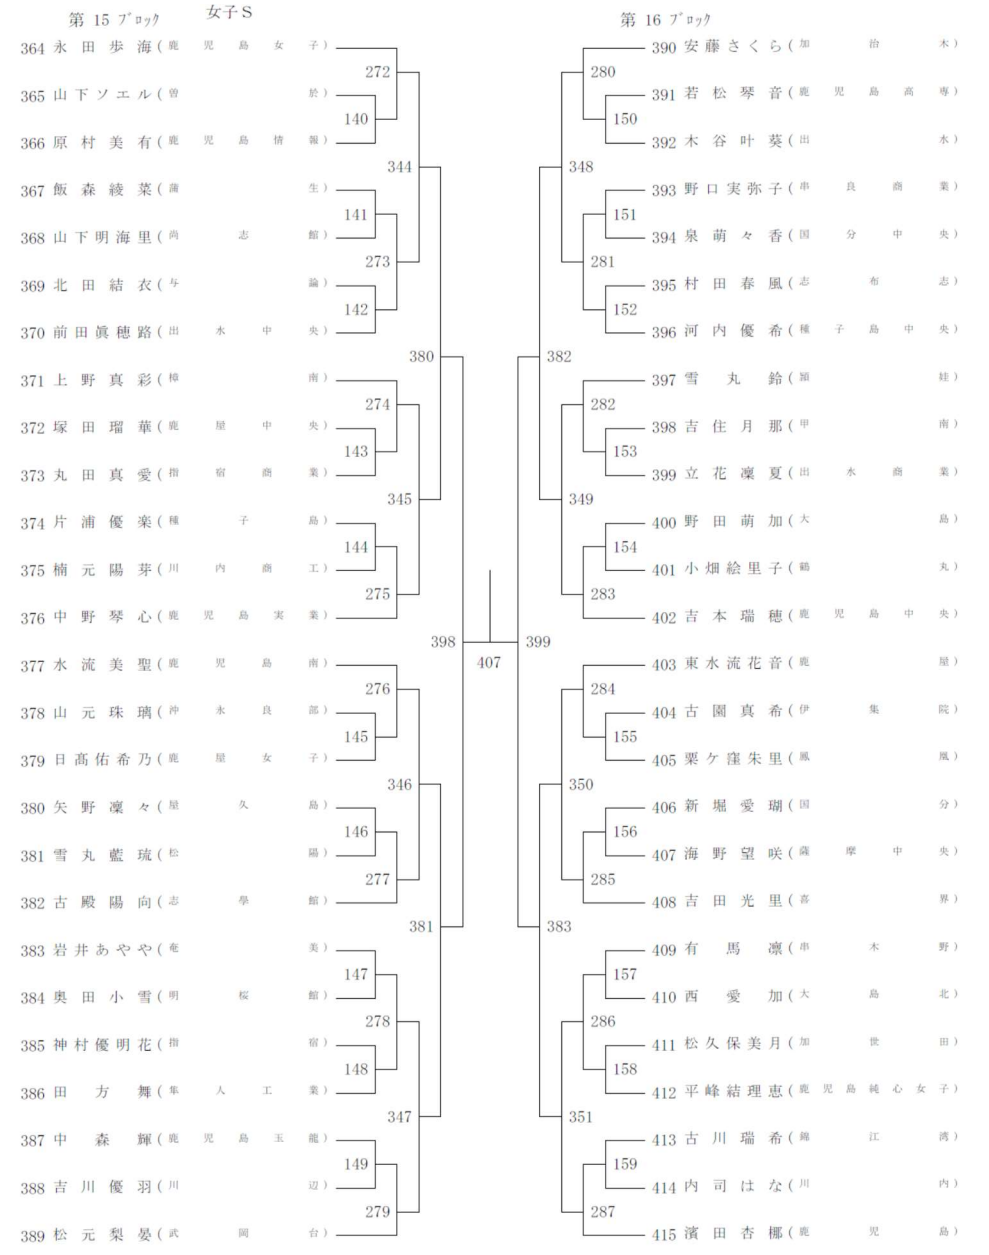 女子S
第 15 ブロック
364 永田歩海(鹿児島女子)
272
365 山下ソエル(曽於)
140
366 原村美有(鹿児島情報)
344
367 飯森綾菜(蒲生)
141
368 山下明海里(尚志館)
273
369 北田結衣(与論)
142
370 前田眞穂路(出水中央)
380
371 上野真彩(樟南)
274
372 塚田瑠華(鹿屋中央)
143
373 丸田真愛(指宿商業)
345
374 片浦優楽(種子島)
144
375 楠元陽芽(川内商工)
275
376 中野琴心(鹿児島実業)
398
377 水流美聖(鹿児島南)
276
378 山元珠璃(沖永良部)
145
379 日髙佑希乃(鹿屋女子)
346
380 矢野凜々(屋久島)
146
381 雪丸藍琉(松陽)
277
382 古殿陽向(志學館)
381
383 岩井あやや(奄美)
147
384 奥田小雪(明桜館)
278
385 神村優明花(指宿)
148
386 田方舞(隼人工業)
347
387 中森輝(鹿児島玉龍)
149
388 吉川優羽(川辺)
279
389 松元梨晏(武岡台)
407
第 16 ブロック
390 安藤さくら(加治木)
280
391 若松琴音(鹿児島高専)
150
392 木谷叶葵(出水)
348
393 野口実弥子(串良商業)
151
394 泉萌々香(国分中央)
281
395 村田春風(志布志)
152
396 河内優希(種子島中央)
382
397 雪丸鈴(頴娃)
282
398 吉住月那(甲南)
153
399 立花凜夏(出水商業)
349
400 野田萌加(大島)
154
401 小畑絵里子(鶴丸)
283
402 吉本瑞穂(鹿児島中央)
399
403 東水流花音(鹿屋)
284
404 古園真希(伊集院)
155
405 粟ケ窪朱里(鳳凰)
350
406 新堀愛瑚(国分)
156
407 海野望咲(薩摩中央)
285
408 吉田光里(喜界)
383
409 有馬凛(串木野)
157
410 西愛加(大島北)
286
411 松久保美月(加世田)
158
412 平峰結理恵(鹿児島純心女子)
351
413 古川瑞希(錦江湾)
159
414 内司はな(川内)
287
415 濱田杏梛(鹿児島)